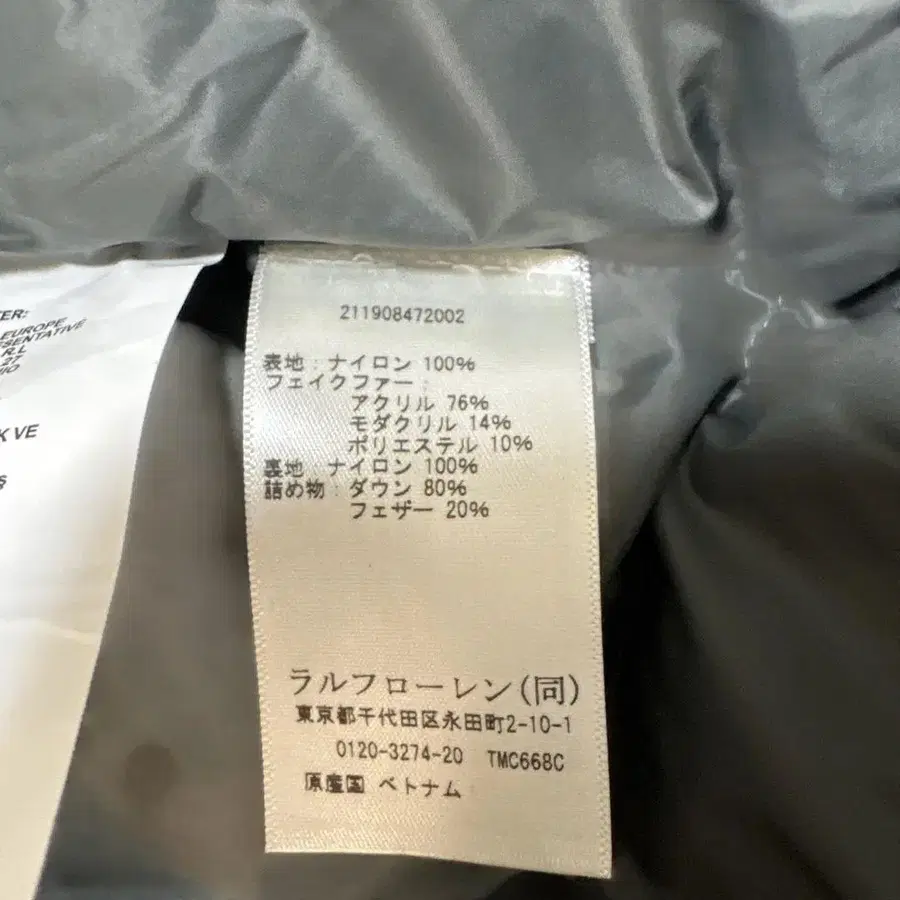 TER:
EUROPE
R.L
27
K VE
211908472002
表地:ナイロン 100%
フェイクファー:
アクリル 76%
モダクリル 14%
ポリエステル 10%
裏地:ナイロン 100%
詰め物:ダウン 80%
フェザー 20%
ラルフローレン(同)
東京都千代田区永田町2-10-1
0120-3274-20 TMC668C
原産国 ベトナム